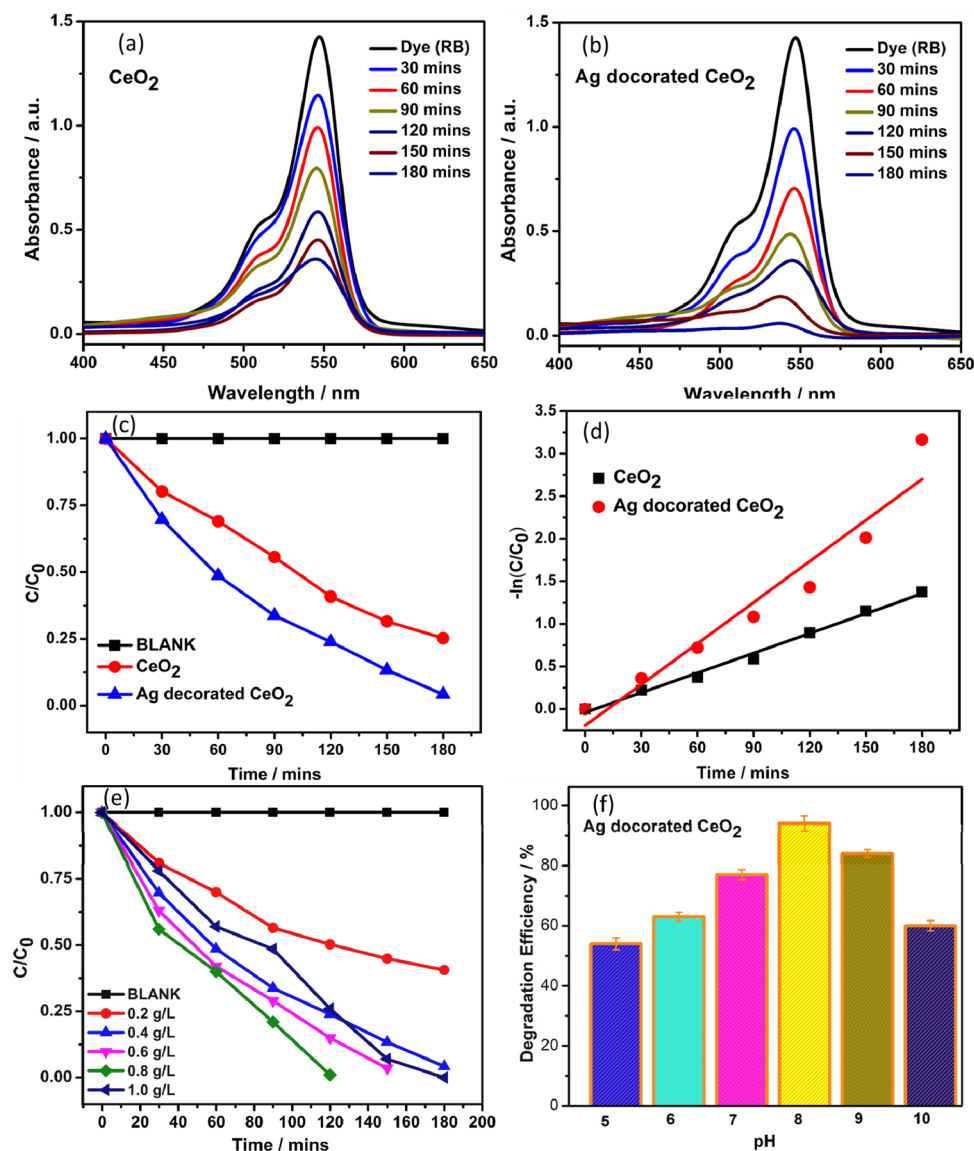 (a)
CeO2
Dye (RB)
30 mins
60 mins
90 mins
120 mins
150 mins
180 mins
1.5
1.0
0.5
0.0
Absorbance / a.u.
400 450 500 550 600 650
Wavelength / nm
(b)
Ag docorated CeO2
Dye (RB)
30 mins
60 mins
90 mins
120 mins
150 mins
180 mins
1.5
1.0
0.5
0.0
Absorbance / a.u.
400 450 500 550 600 650
Wavelength / nm
(c)
1.00
0.75
0.50
0.25
0.00
C/C0
BLANK
CeO2
Ag decorated CeO2
0 30 60 90 120 150 180
Time / mins
(d)
3.5
3.0
2.5
2.0
1.5
1.0
0.5
0.0
-ln(C/C0)
CeO2
Ag docorated CeO2
0 30 60 90 120 150 180
Time / mins
(e)
1.00
0.75
0.50
0.25
0.00
C/C0
BLANK
0.2 g/L
0.4 g/L
0.6 g/L
0.8 g/L
1.0 g/L
0 20 40 60 80 100 120 140 160 180 200
Time / mins
(f)
Ag docorated CeO2
100
80
60
40
20
0
Degradation Efficiency / %
5 6 7 8 9 10
pH